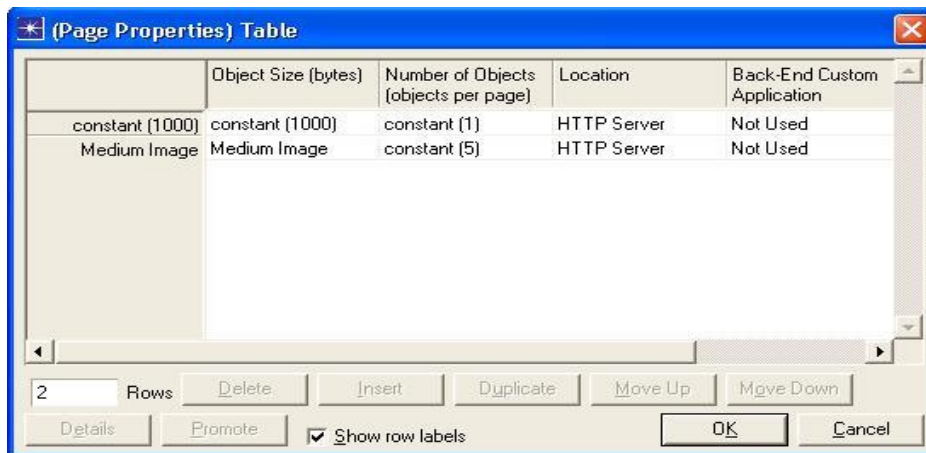 (Page Properties) Table
Object Size (bytes) Number of Objects (objects per page) Location Back-End Custom Application
constant (1000) constant (1000) constant (1) HTTP Server Not Used
Medium Image Medium Image constant (5) HTTP Server Not Used
2 Rows Delete Insert Duplicate Move Up Move Down
Details Promote Show row labels OK Cancel